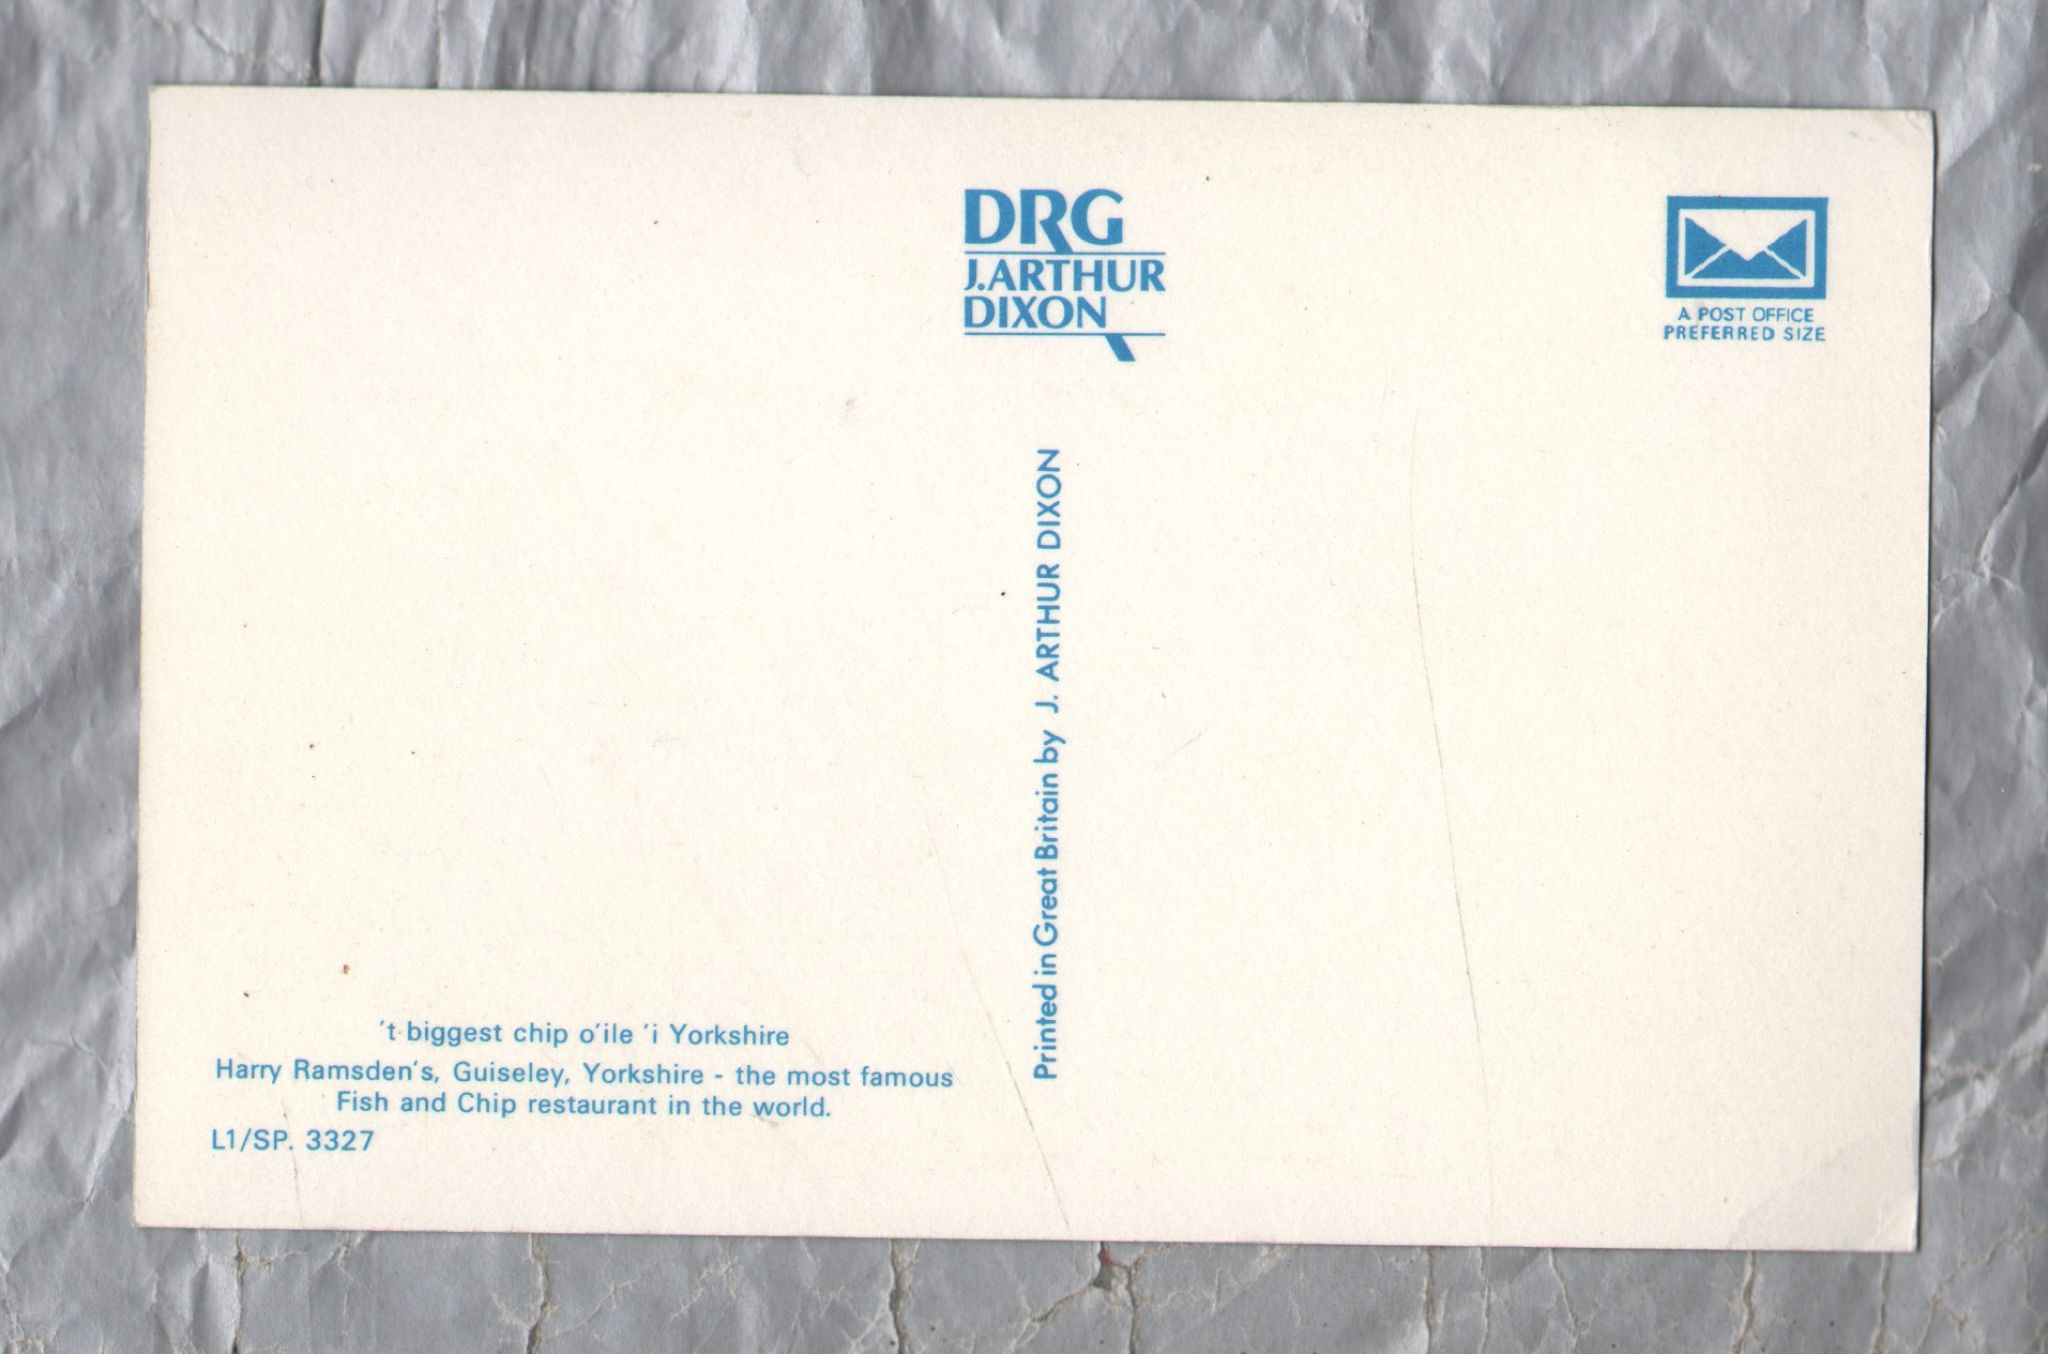 DRG
J.ARTHUR
DIXON
A POST OFFICE
PREFERRED SIZE
Printed in Great Britain by J. ARTHUR DIXON
't biggest chip o'ile 'i Yorkshire
Harry Ramsden's, Guiseley, Yorkshire - the most famous
Fish and Chip restaurant in the world.
L1/SP. 3327